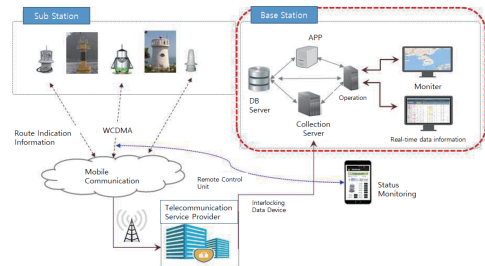 Sub Station
Base Station
APP
DB
Server
Operation
Moniter
Collection
Server
Real-time data information
Route Indication
Information
WCDMA
Mobile
Communication
Remote Control
Unit
Interlocking
Data Device
Status
Monitoring
Telecommunication
Service Provider